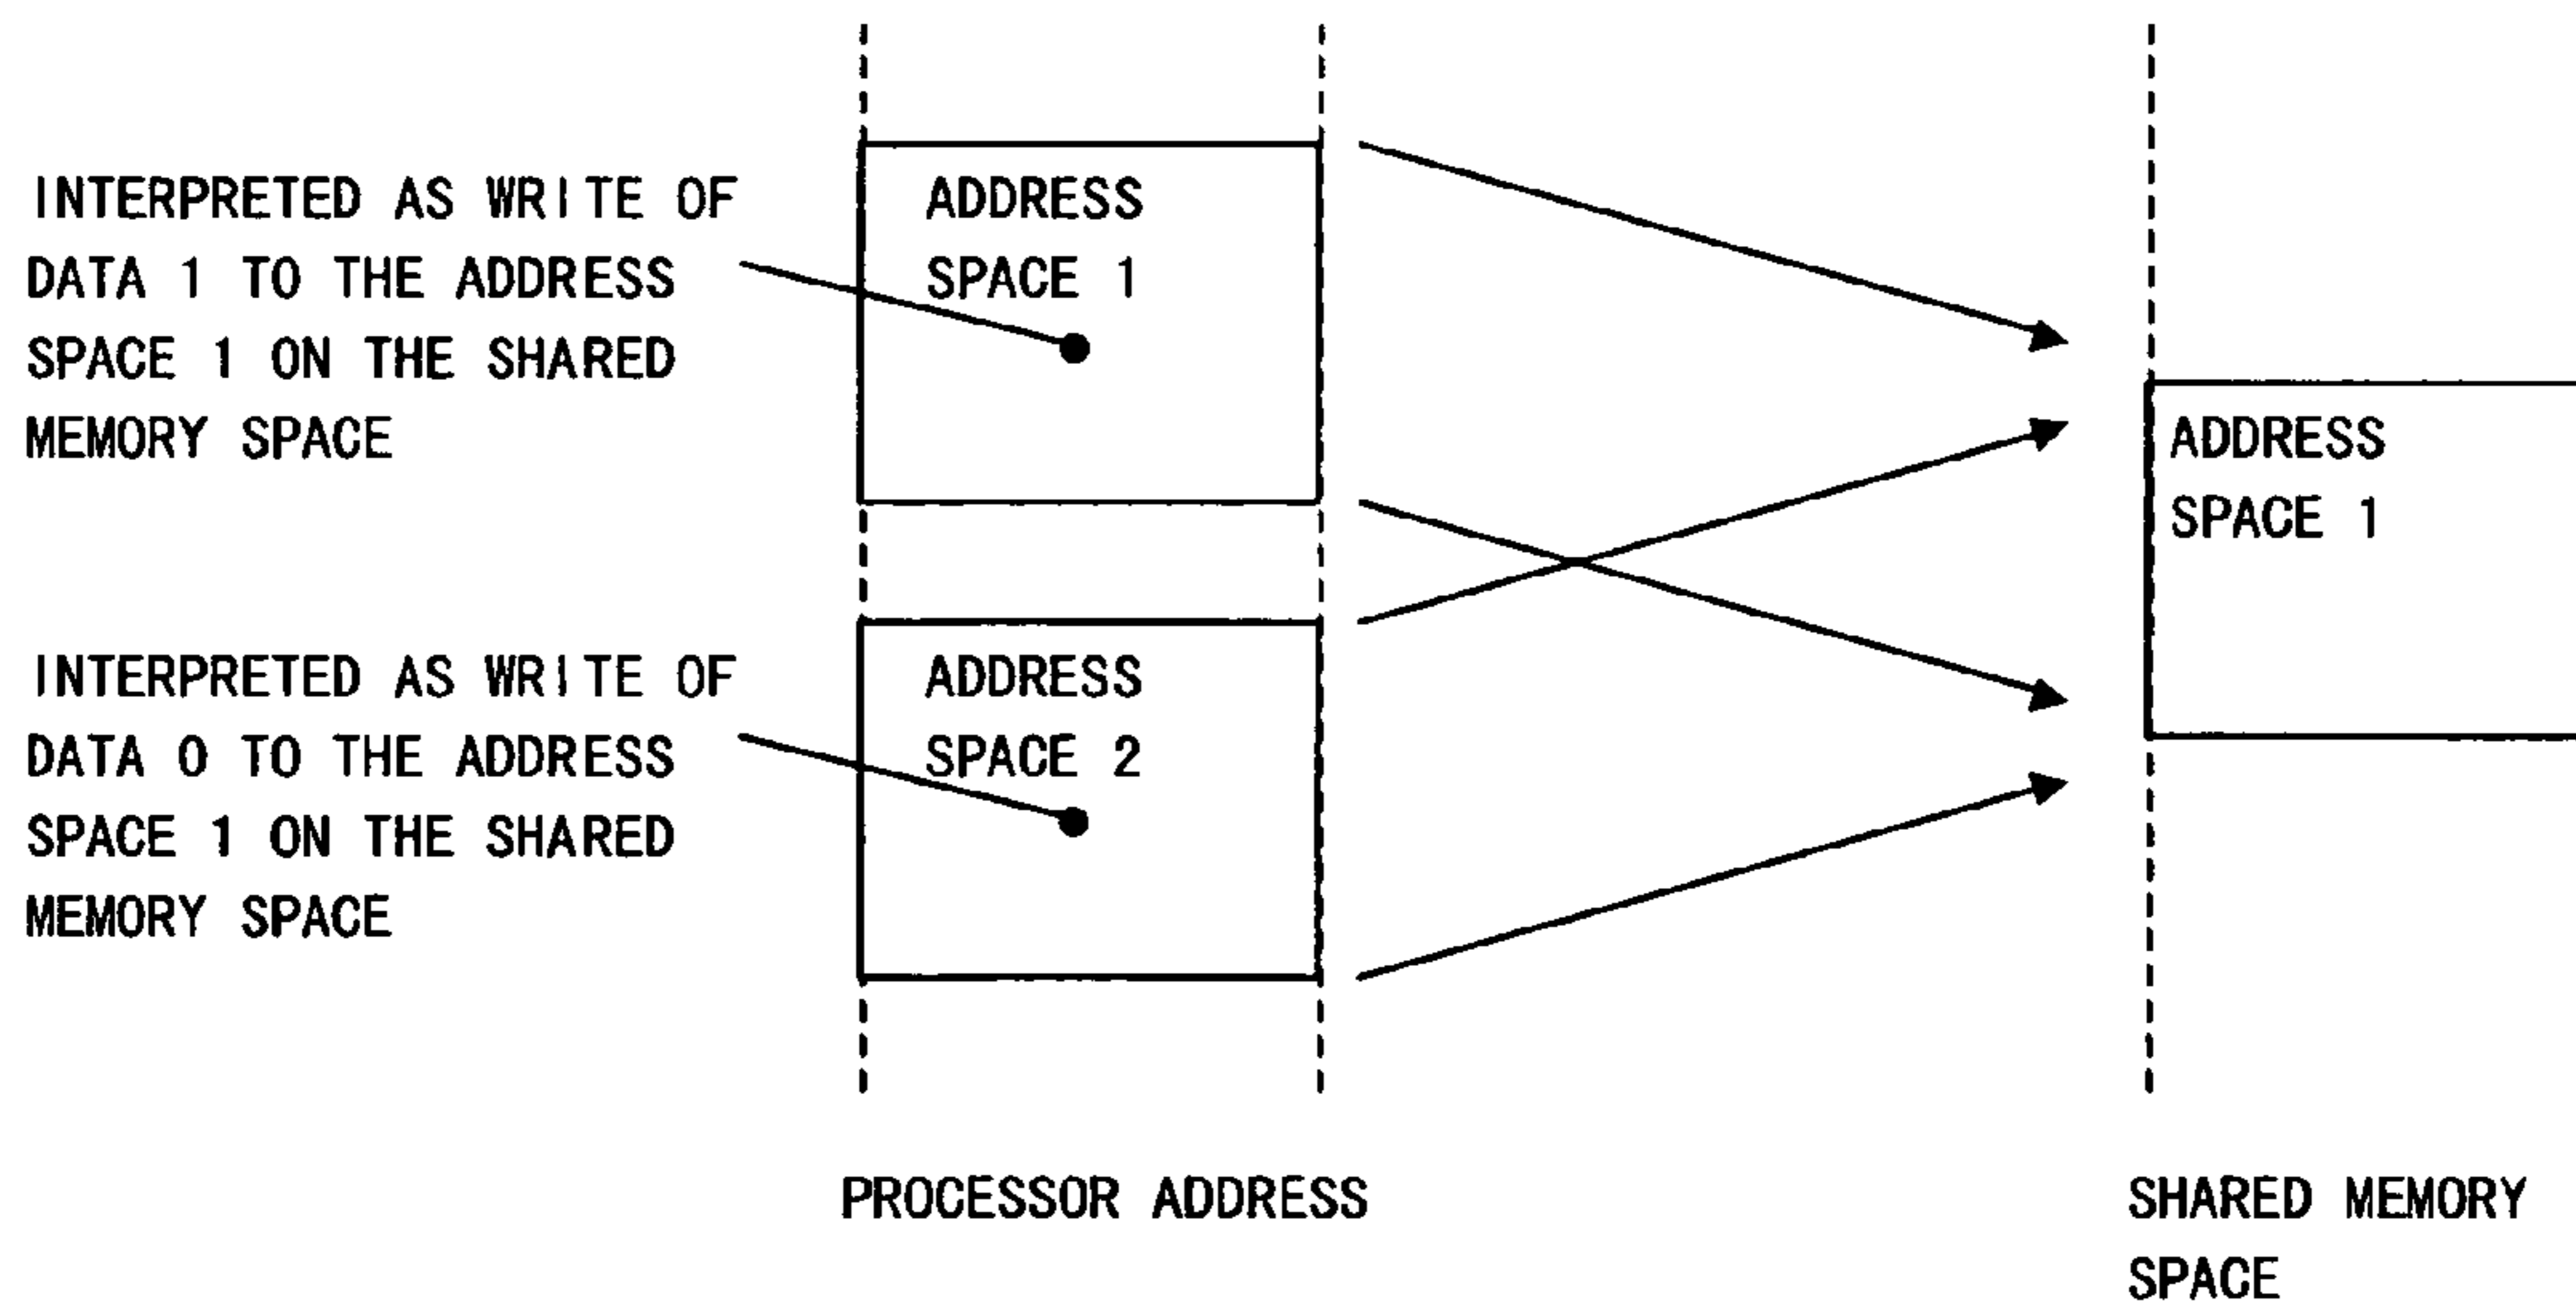 INTERPRETED AS WRITE OF
DATA 1 TO THE ADDRESS
SPACE 1 ON THE SHARED
MEMORY SPACE
ADDRESS
SPACE 1
INTERPRETED AS WRITE OF
DATA 0 TO THE ADDRESS
SPACE 1 ON THE SHARED
MEMORY SPACE
ADDRESS
SPACE 2
ADDRESS
SPACE 1
PROCESSOR ADDRESS
SHARED MEMORY
SPACE